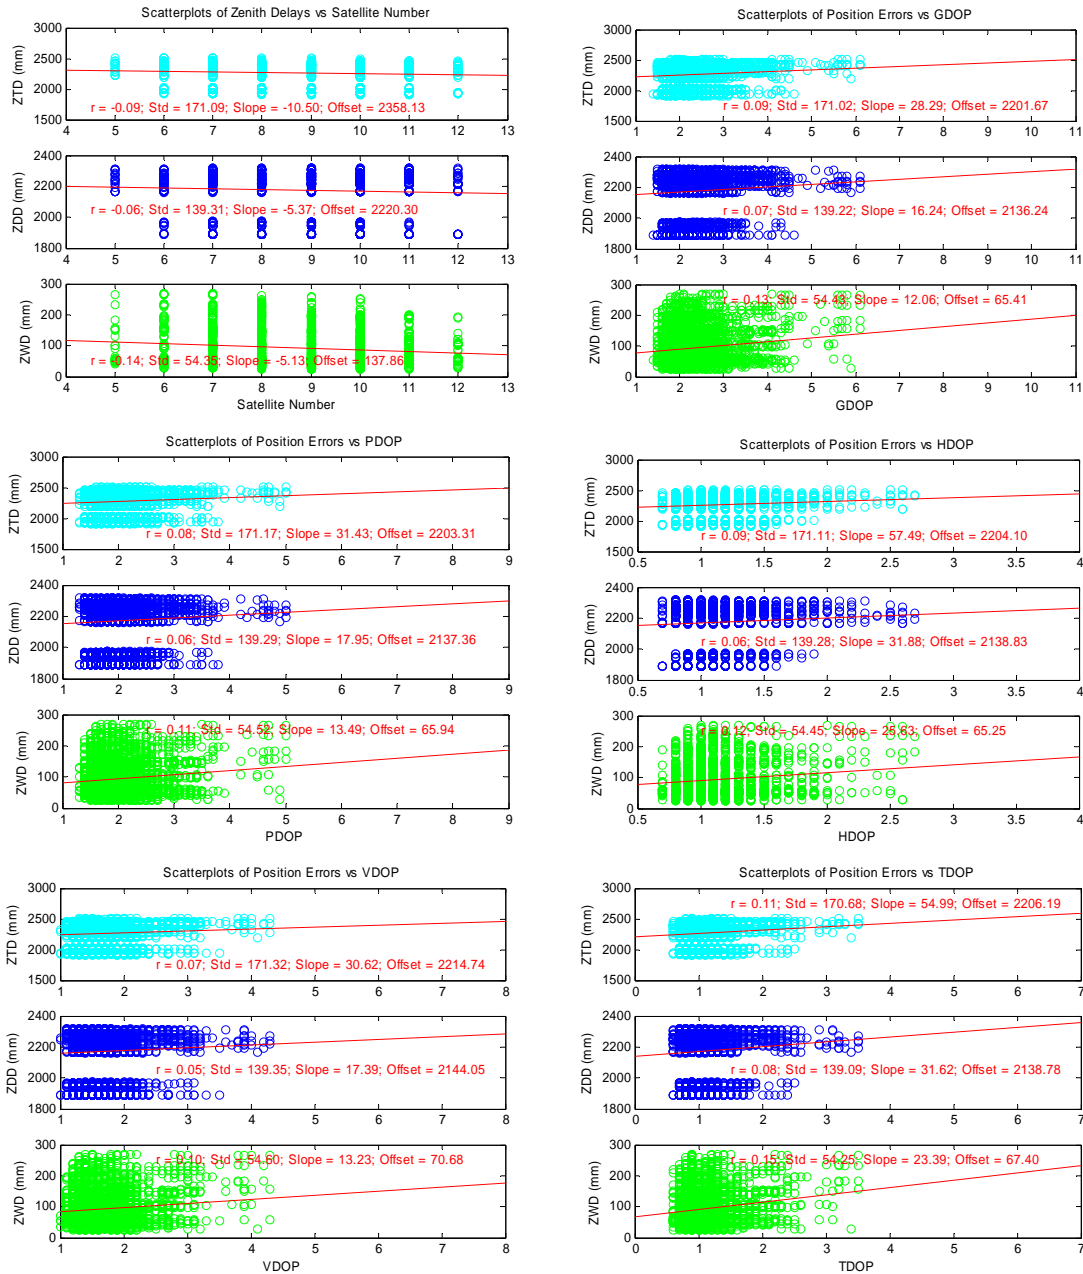 Scatterplots of Zenith Delays vs Satellite Number
3000
2500
2000
1500
ZTD (mm)
r = -0.09; Std = 171.09; Slope = -10.50; Offset = 2358.13
4 5 6 7 8 9 10 11 12 13
2400
2200
2000
1800
ZDD (mm)
r = -0.06; Std = 139.31; Slope = -5.37; Offset = 2220.30
4 5 6 7 8 9 10 11 12 13
300
200
100
0
ZWD (mm)
r = -0.14; Std = 54.35; Slope = -5.13; Offset = 137.86
4 5 6 7 8 9 10 11 12 13
Satellite Number
Scatterplots of Position Errors vs GDOP
3000
2500
2000
1500
ZTD (mm)
r = 0.09; Std = 171.02; Slope = 28.29; Offset = 2201.67
1 2 3 4 5 6 7 8 9 10 11
2400
2200
2000
1800
ZDD (mm)
r = 0.07; Std = 139.22; Slope = 16.24; Offset = 2136.24
1 2 3 4 5 6 7 8 9 10 11
300
200
100
0
ZWD (mm)
r = 0.13; Std = 54.43; Slope = 12.06; Offset = 65.41
1 2 3 4 5 6 7 8 9 10 11
GDOP
Scatterplots of Position Errors vs PDOP
3000
2500
2000
1500
ZTD (mm)
r = 0.08; Std = 171.17; Slope = 31.43; Offset = 2203.31
1 2 3 4 5 6 7 8 9
2400
2200
2000
1800
ZDD (mm)
r = 0.06; Std = 139.29; Slope = 17.95; Offset = 2137.36
1 2 3 4 5 6 7 8 9
300
200
100
0
ZWD (mm)
r = 0.11; Std = 54.52; Slope = 13.49; Offset = 65.94
1 2 3 4 5 6 7 8 9
PDOP
Scatterplots of Position Errors vs HDOP
3000
2500
2000
1500
ZTD (mm)
r = 0.09; Std = 171.11; Slope = 57.49; Offset = 2204.10
0.5 1 1.5 2 2.5 3 3.5 4
2400
2200
2000
1800
ZDD (mm)
r = 0.06; Std = 139.28; Slope = 31.88; Offset = 2138.83
0.5 1 1.5 2 2.5 3 3.5 4
300
200
100
0
ZWD (mm)
r = 0.12; Std = 54.45; Slope = 25.63; Offset = 65.25
0.5 1 1.5 2 2.5 3 3.5 4
HDOP
Scatterplots of Position Errors vs VDOP
3000
2500
2000
1500
ZTD (mm)
r = 0.07; Std = 171.32; Slope = 30.62; Offset = 2214.74
1 2 3 4 5 6 7 8
2400
2200
2000
1800
ZDD (mm)
r = 0.05; Std = 139.35; Slope = 17.39; Offset = 2144.05
1 2 3 4 5 6 7 8
300
200
100
0
ZWD (mm)
r = 0.10; Std = 54.60; Slope = 13.23; Offset = 70.68
1 2 3 4 5 6 7 8
VDOP
Scatterplots of Position Errors vs TDOP
3000
2500
2000
1500
ZTD (mm)
r = 0.11; Std = 170.68; Slope = 54.99; Offset = 2206.19
0 1 2 3 4 5 6 7
2400
2200
2000
1800
ZDD (mm)
r = 0.08; Std = 139.09; Slope = 31.62; Offset = 2138.78
0 1 2 3 4 5 6 7
300
200
100
0
ZWD (mm)
r = 0.15; Std = 54.25; Slope = 23.39; Offset = 67.40
0 1 2 3 4 5 6 7
TDOP